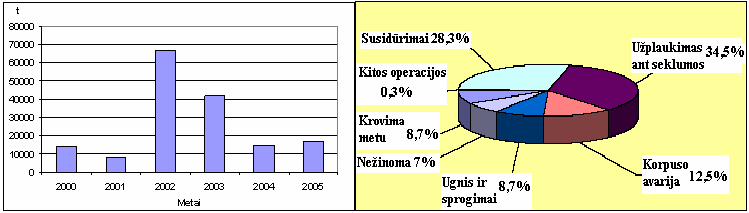 t
80000
70000
60000
50000
40000
30000
20000
10000
0
2000 2001 2002 2003 2004 2005
Metai
Susidūrimai 28,3%
Užplaukimas 34,5%
ant seklumos
Kitos operacijos
0,3%
Krovima
metu 8,7%
Nežinoma 7%
Ugnis ir
sprogimai 8,7%
Korpuso
avarija 12,5%